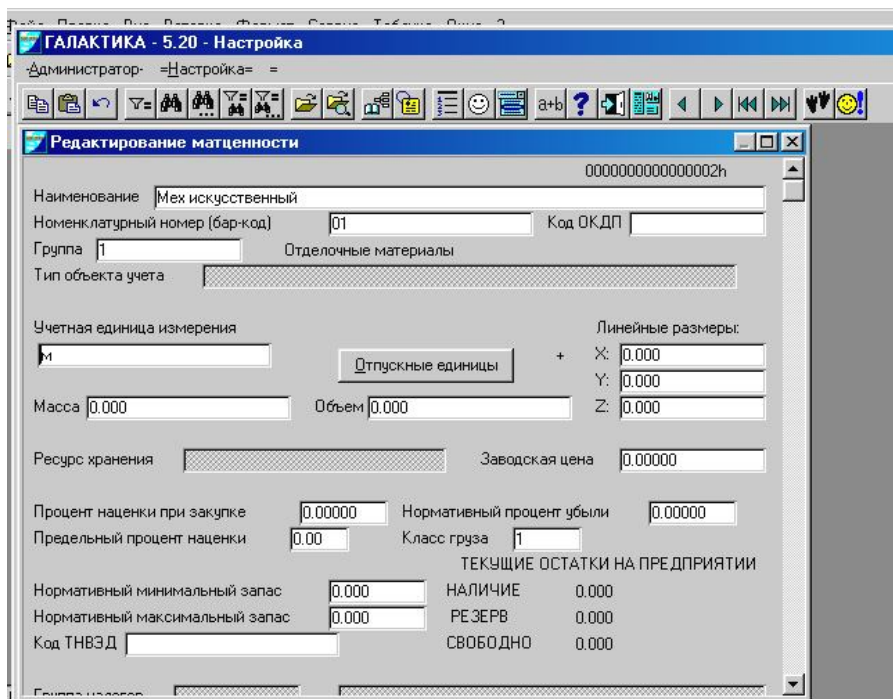 ГАЛАКТИКА - 5.20 - Настройка
-Администратор- =Настройка= =
a+b ?
Редактирование матценности
0000000000000002h
Наименование Мех искусственный
Номенклатурный номер (бар-код) 01 Код ОКДП
Группа 1 Отделочные материалы
Тип объекта учета
Учетная единица измерения Линейные размеры:
м Отпускные единицы + X: 0.000
Y: 0.000
Масса 0.000 Объем 0.000 Z: 0.000
Ресурс хранения Заводская цена 0.00000
Процент наценки при закупке 0.00000 Нормативный процент убыли 0.00000
Предельный процент наценки 0.00 Класс груза 1
ТЕКУЩИЕ ОСТАТКИ НА ПРЕДПРИЯТИИ
Нормативный минимальный запас 0.000 НАЛИЧИЕ 0.000
Нормативный максимальный запас 0.000 РЕЗЕРВ 0.000
Код ТНВЭД СВОБОДНО 0.000